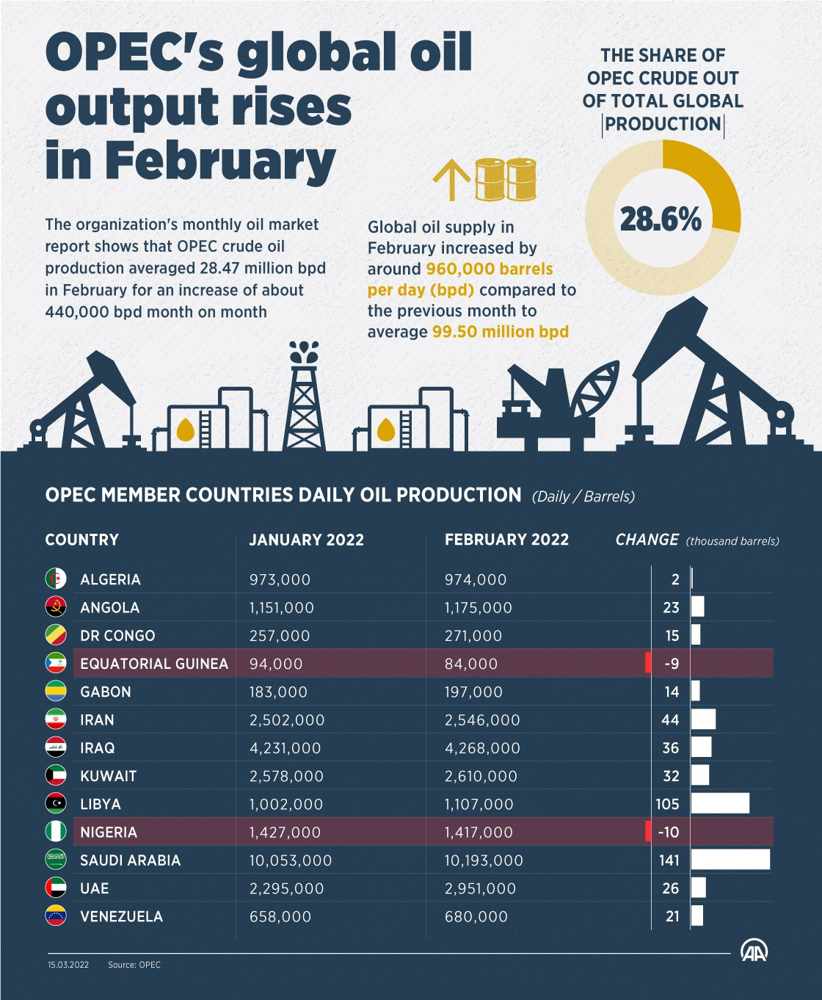 OPEC's global oil
output rises
in February
The organization's monthly oil market
report shows that OPEC crude oil
production averaged 28.47 million bpd
in February for an increase of about
440,000 bpd month on month
Global oil supply in
February increased by
around 960,000 barrels
per day (bpd) compared to
the previous month to
average 99.50 million bpd
THE SHARE OF
OPEC CRUDE OUT
OF TOTAL GLOBAL
PRODUCTION
28.6%
OPEC MEMBER COUNTRIES DAILY OIL PRODUCTION (Daily / Barrels)
COUNTRY JANUARY 2022 FEBRUARY 2022 CHANGE (thousand barrels)
ALGERIA 973,000 974,000 2
ANGOLA 1,151,000 1,175,000 23
DR CONGO 257,000 271,000 15
EQUATORIAL GUINEA 94,000 84,000 -9
GABON 183,000 197,000 14
IRAN 2,502,000 2,546,000 44
IRAQ 4,231,000 4,268,000 36
KUWAIT 2,578,000 2,610,000 32
LIBYA 1,002,000 1,107,000 105
NIGERIA 1,427,000 1,417,000 -10
SAUDI ARABIA 10,053,000 10,193,000 141
UAE 2,295,000 2,951,000 26
VENEZUELA 658,000 680,000 21
15.03.2022 Source: OPEC
AA